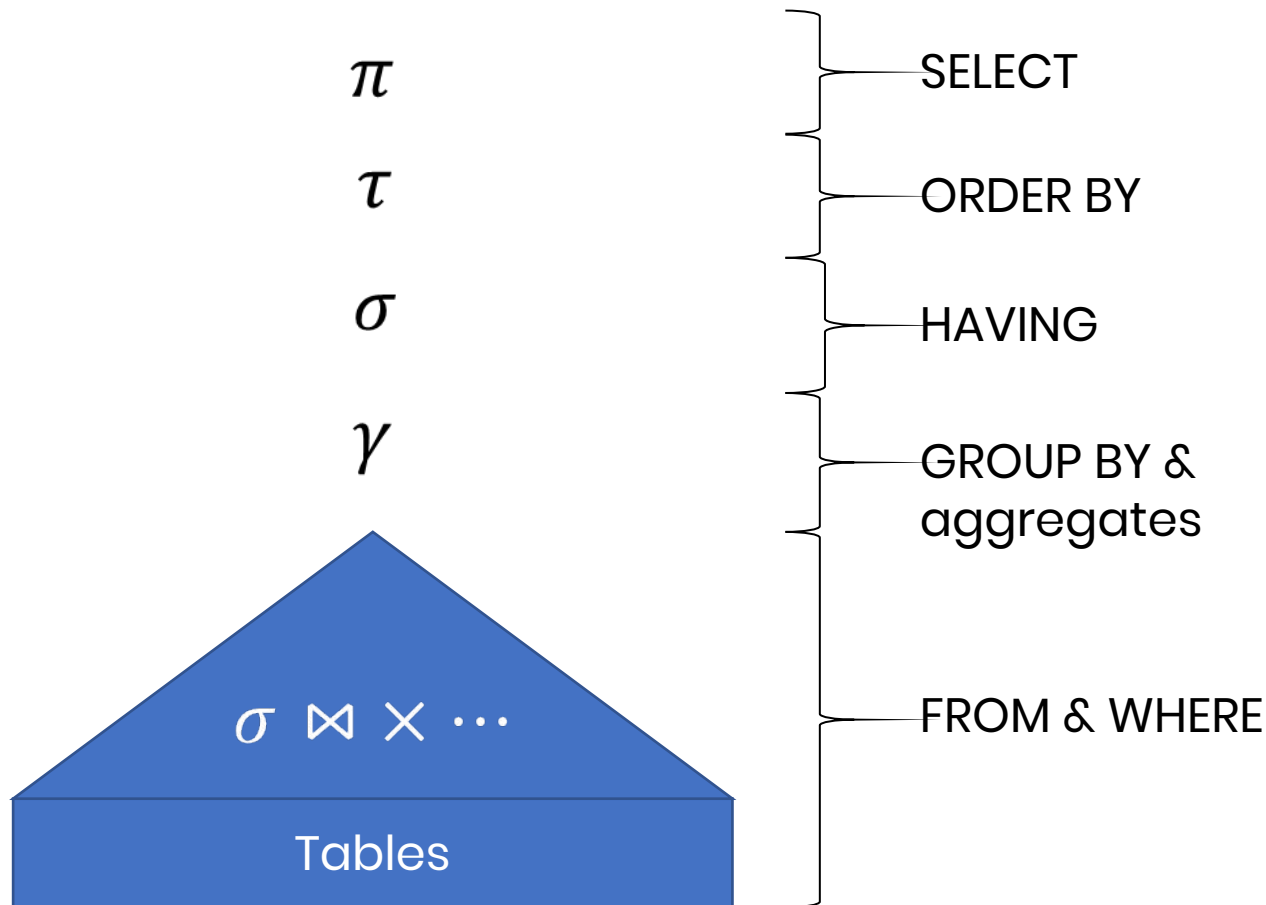 π
SELECT
τ
ORDER BY
σ
HAVING
γ
GROUP BY &
aggregates
σ ⋈ × ⋯
FROM & WHERE
Tables